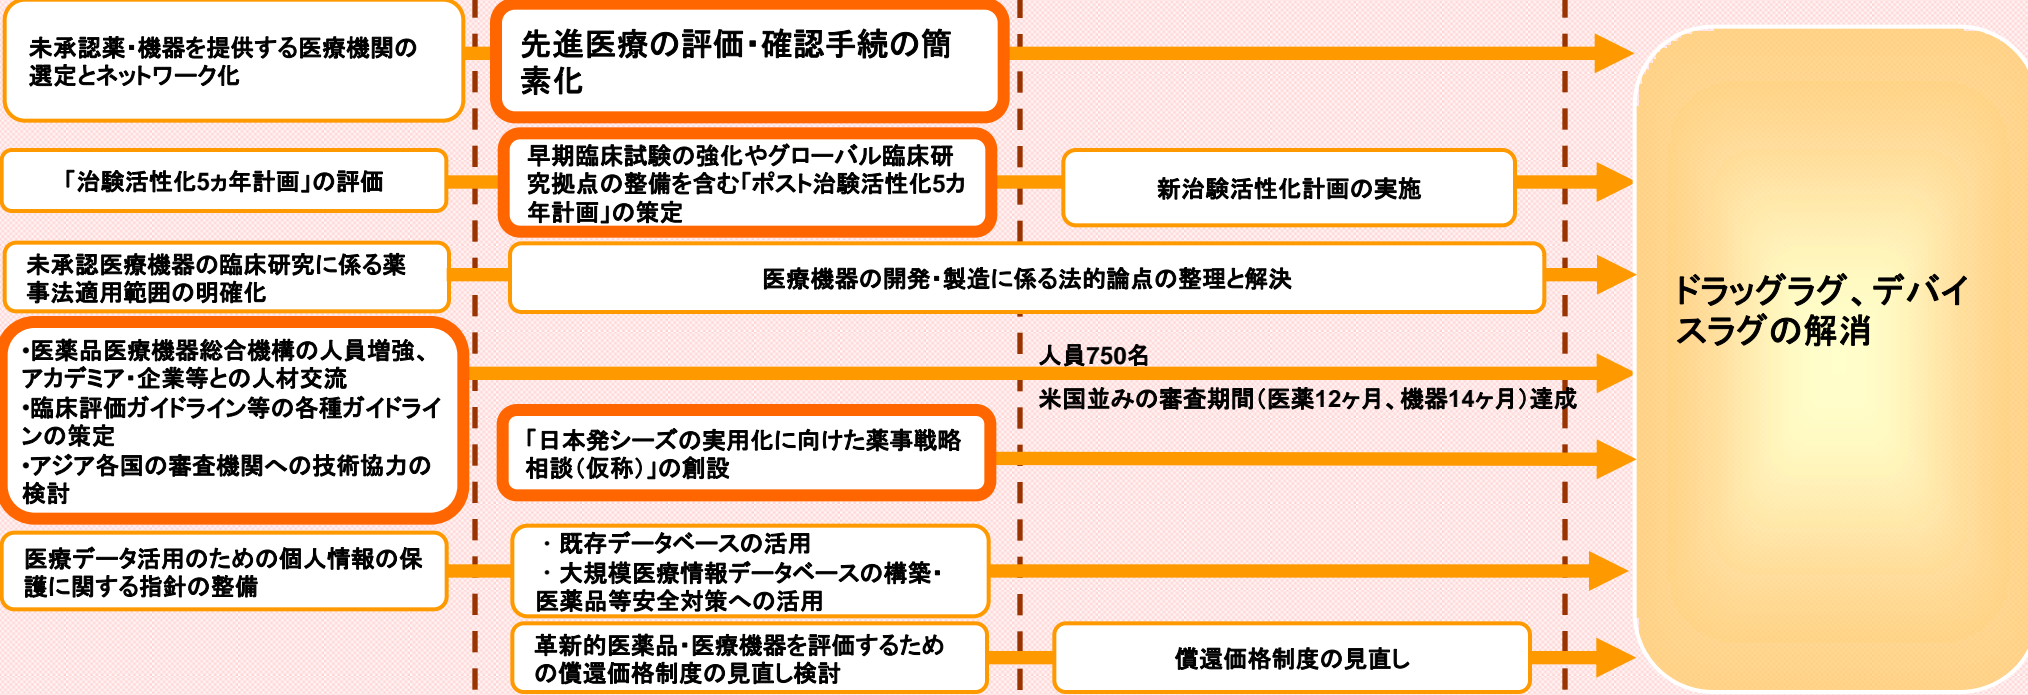 未承認薬・機器を提供する医療機関の
選定とネットワーク化
先進医療の評価・確認手続の簡
素化
「治験活性化5ヵ年計画」の評価
早期臨床試験の強化やグローバル臨床研
究拠点の整備を含む「ポスト治験活性化5カ
年計画」の策定
新治験活性化計画の実施
未承認医療機器の臨床研究に係る薬
事法適用範囲の明確化
医療機器の開発・製造に係る法的論点の整理と解決
・医薬品医療機器総合機構の人員増強、
アカデミア・企業等との人材交流
・臨床評価ガイドライン等の各種ガイドライ
ンの策定
・アジア各国の審査機関への技術協力の
検討
人員750名
米国並みの審査期間（医薬12ヶ月、機器14ヶ月）達成
「日本発シーズの実用化に向けた薬事戦略
相談（仮称）」の創設
医療データ活用のための個人情報の保
護に関する指針の整備
・既存データベースの活用
・大規模医療情報データベースの構築・
医薬品等安全対策への活用
革新的医薬品・医療機器を評価するため
の償還価格制度の見直し検討
償還価格制度の見直し
ドラッグラグ、デバイ
スラグの解消